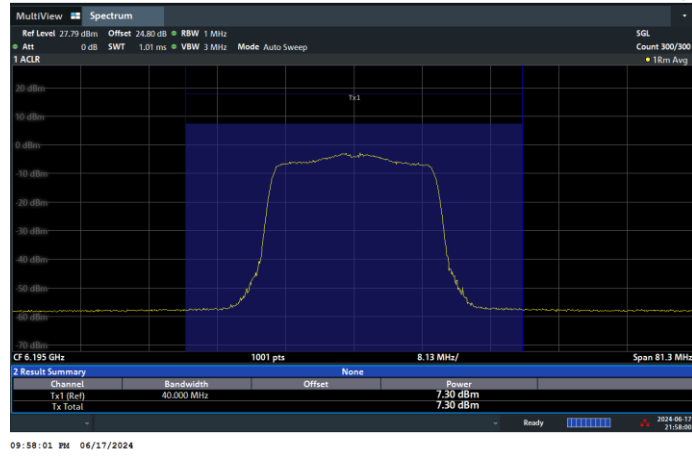 MultiView Spectrum
Ref Level 27.79 dBm Offset 24.80 dB RBW 1 MHz SGL
Att 0 dB SWT 1.01 ms VBW 3 MHz Mode Auto Sweep Count 300/300
1 ACLR 1Rm Avg
20 dBm
Tx1
10 dBm
0 dBm
-10 dBm
-20 dBm
-30 dBm
-40 dBm
-50 dBm
-60 dBm
-70 dBm
CF 6.195 GHz 1001 pts 8.13 MHz/ Span 81.3 MHz
2 Result Summary None
Channel Bandwidth Offset Power
Tx1 (Ref) 40.000 MHz 7.30 dBm
Tx Total 7.30 dBm
Ready 2024-06-17
21:58:00
09:58:01 PM 06/17/2024